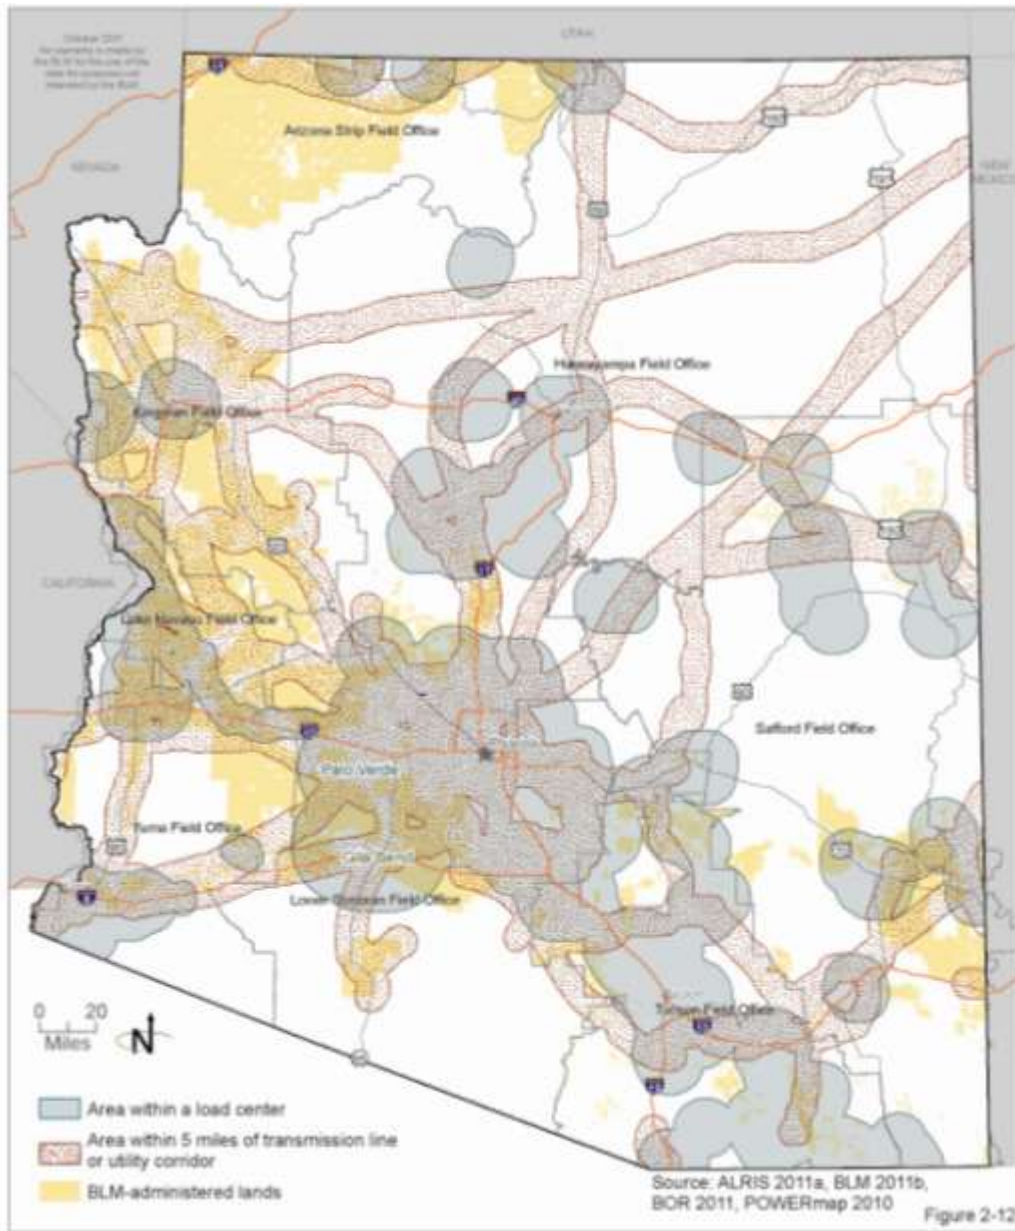 UTAH
Arizona Strip Field Office
NEVADA
NEW
MEXICO
Hassayampa Field Office
Kingman Field Office
CALIFORNIA
Lake Havasu Field Office
Safford Field Office
Palo Verde
Yuma Field Office
Gila Bend
Lower Sonoran Field Office
Tucson Field Office
0 20
Miles
N
Area within a load center
Area within 5 miles of transmission line
or utility corridor
BLM-administered lands
Source: ALRIS 2011a, BLM 2011b,
BOR 2011, POWERmap 2010
Figure 2-12